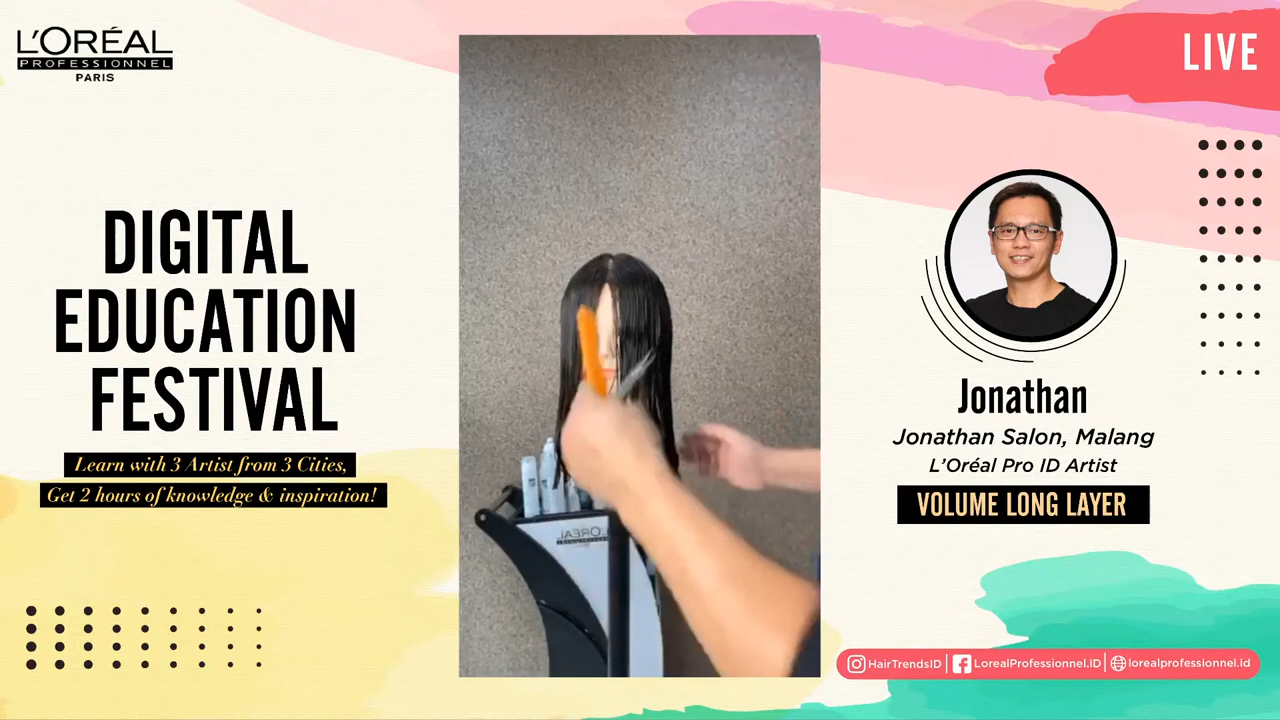 L'ORÉAL
PROFESSIONNEL
PARIS
DIGITAL
EDUCATION
FESTIVAL
Learn with 3 Artist from 3 Cities,
Get 2 hours of knowledge & inspiration!
L'ORÉAL
LIVE
Jonathan
Jonathan Salon, Malang
L'Oréal Pro ID Artist
VOLUME LONG LAYER
HairTrendsID
LorealProfessionnel.ID
lorealprofessionnel.id